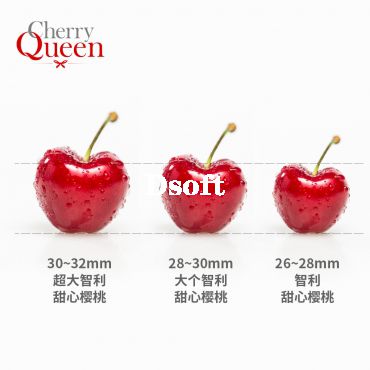 Cherry
Queen
Dsoft
30~32mm
超大智利
甜心樱桃
28~30mm
大个智利
甜心樱桃
26~28mm
智利
甜心樱桃